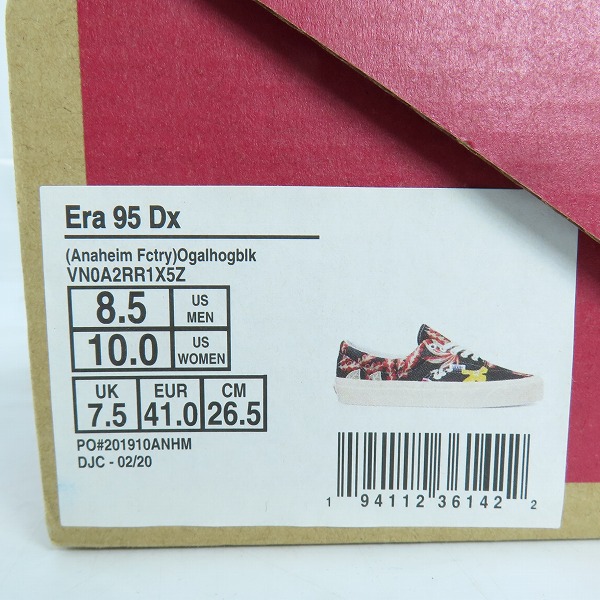 Era 95 Dx
(Anaheim Fctry)Ogalhogblk
VN0A2RR1X5Z
8.5 US MEN
10.0 US WOMEN
UK EUR CM
7.5 41.0 26.5
PO#201910ANHM
DJC - 02/20
1 94112 36142 2